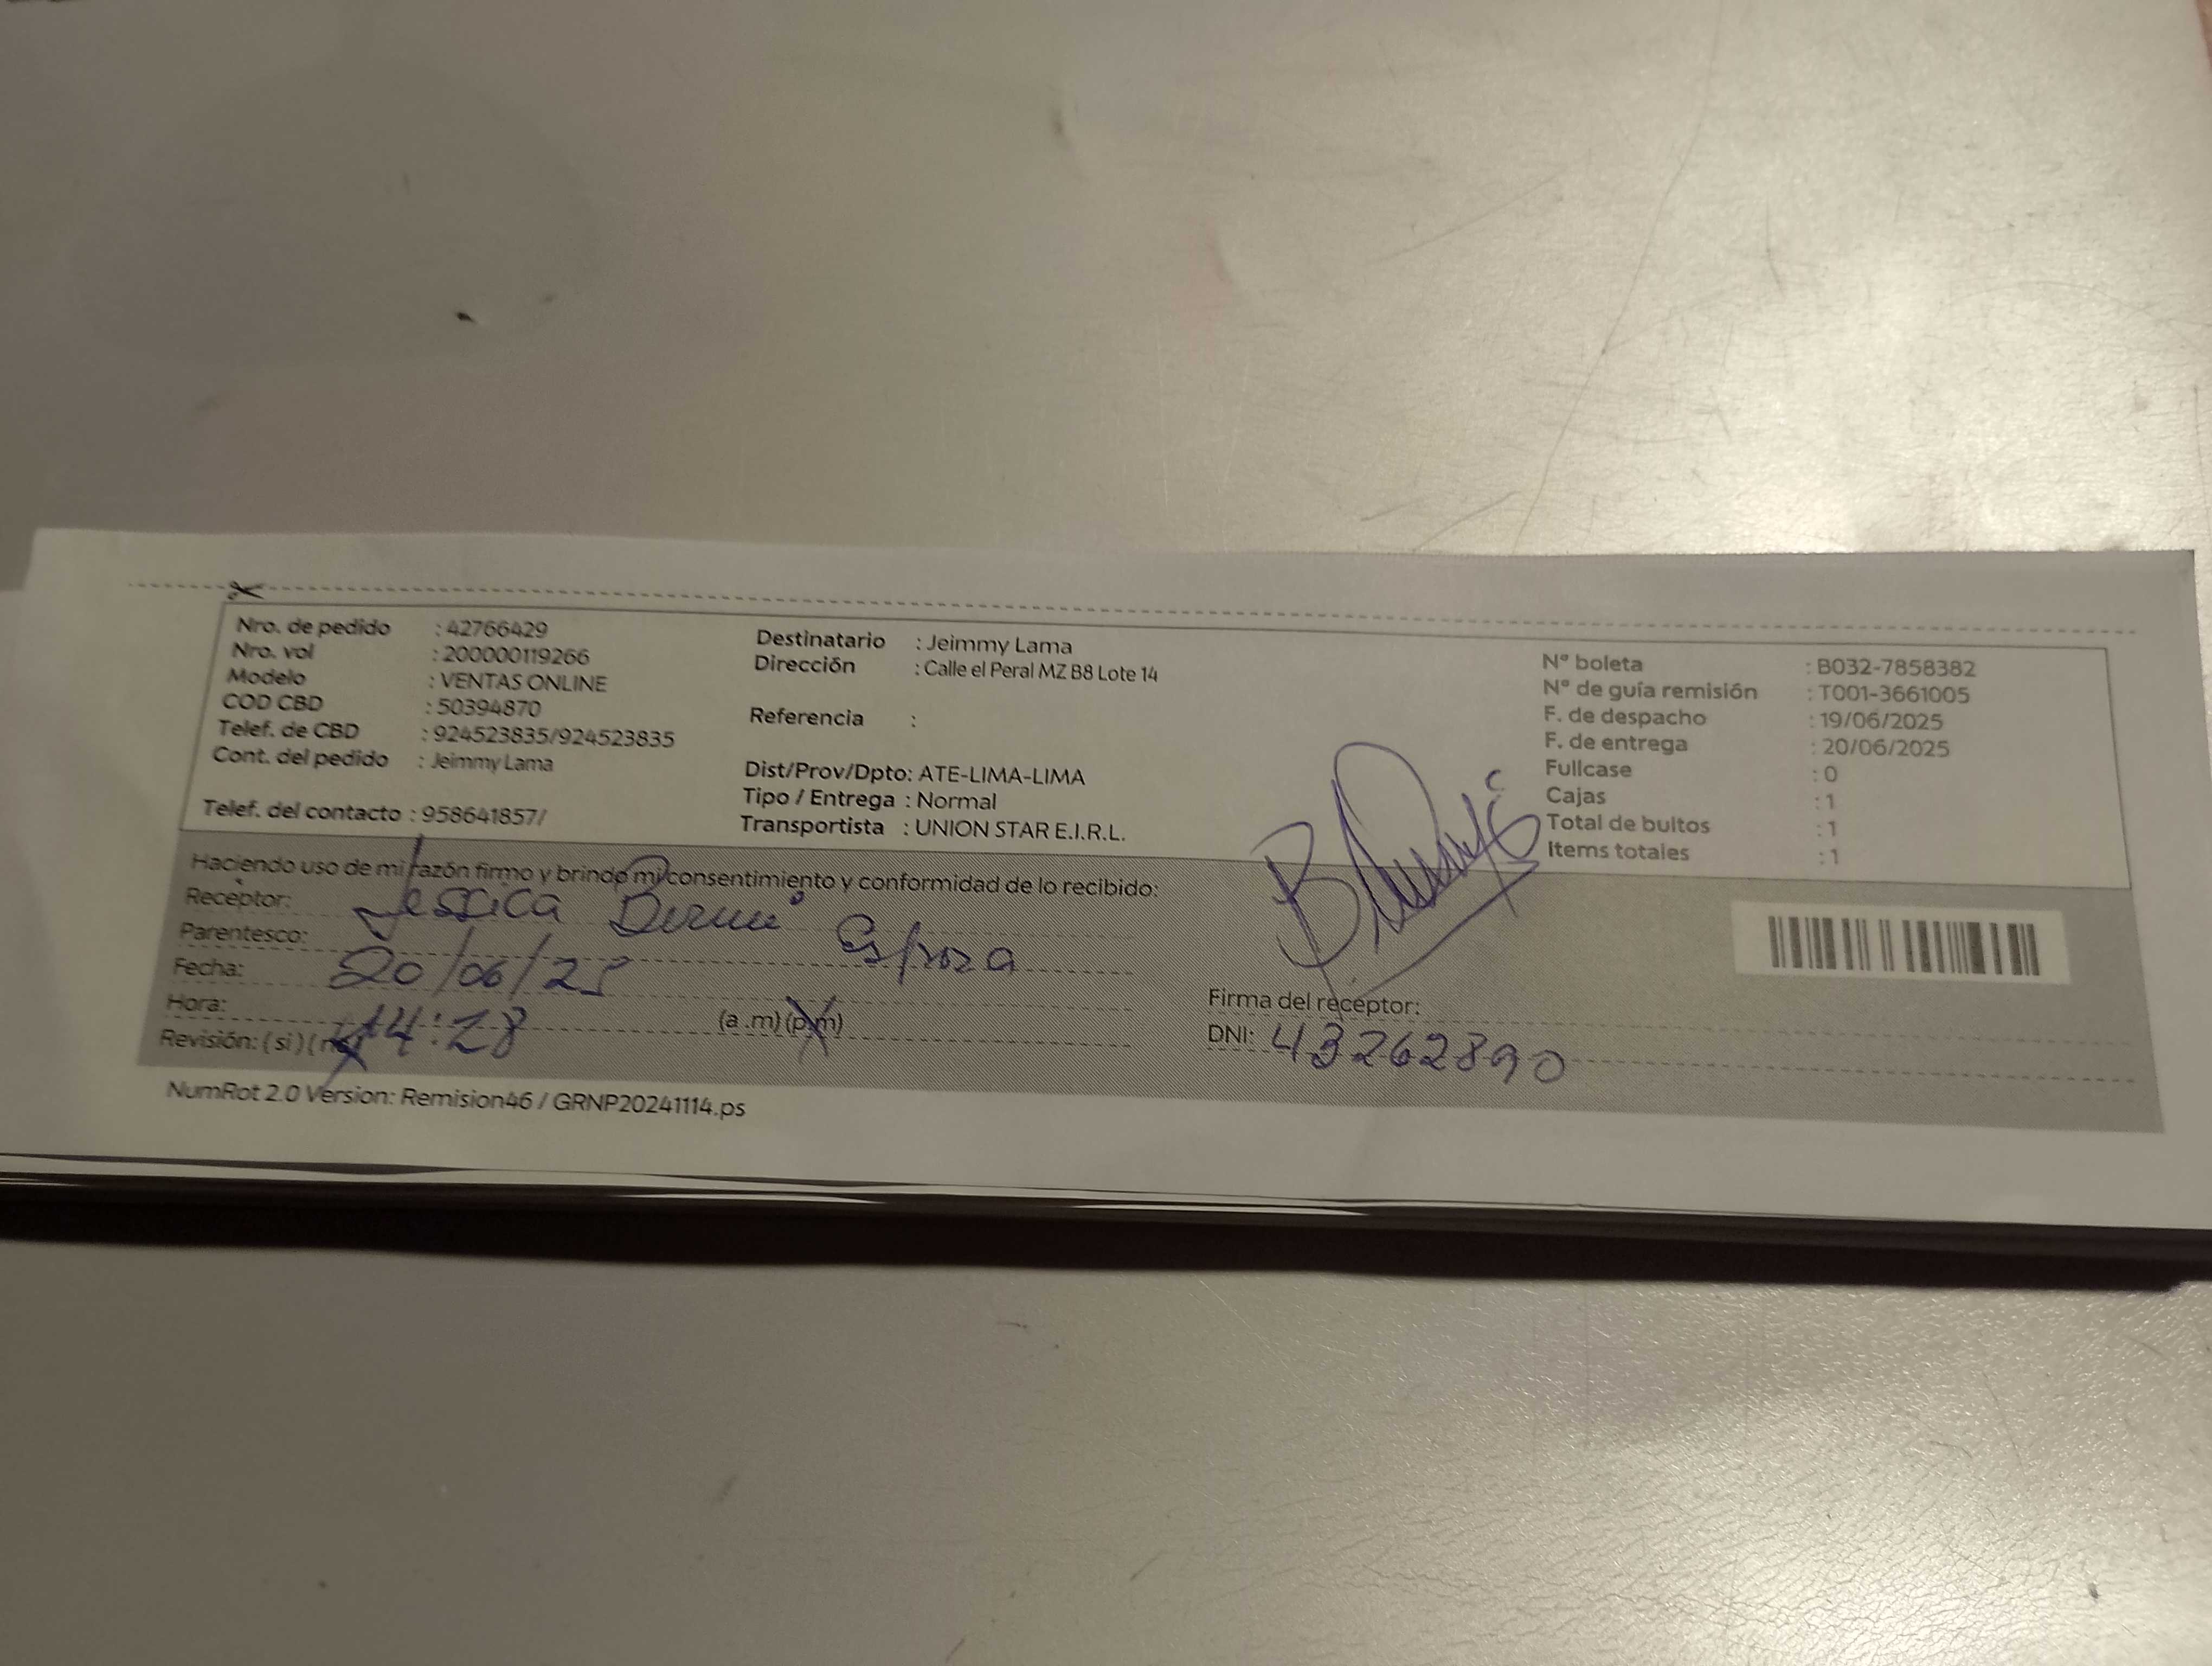 Nro. de pedido : 42766429
Nro. vol : 200000119266
Modelo : VENTAS ONLINE
COD CBD : 50394870
Telef. de CBD : 924523835/924523835
Cont. del pedido : Jeimmy Lama
Telef. del contacto : 958641857/
Destinatario : Jeimmy Lama
Dirección : Calle el Peral MZ B8 Lote 14
Referencia :
Dist/Prov/Dpto: ATE-LIMA-LIMA
Tipo / Entrega : Normal
Transportista : UNION STAR E.I.R.L.
N° boleta : B032-7858382
N° de guía remisión : T001-3661005
F. de despacho : 19/06/2025
F. de entrega : 20/06/2025
Fullcase : 0
Cajas : 1
Total de bultos : 1
Items totales : 1
Haciendo uso de mi razón firmo y brindo mi consentimiento y conformidad de lo recibido:
Receptor: Jessica
Parentesco: Espoza
Fecha: 20/06/25
Hora: 14:28 (a .m) (p.m)
Revisión: ( si ) ( no )
Firma del receptor:
DNI: 43262890
NumRot 2.0 Version: Remision46 / GRNP20241114.ps